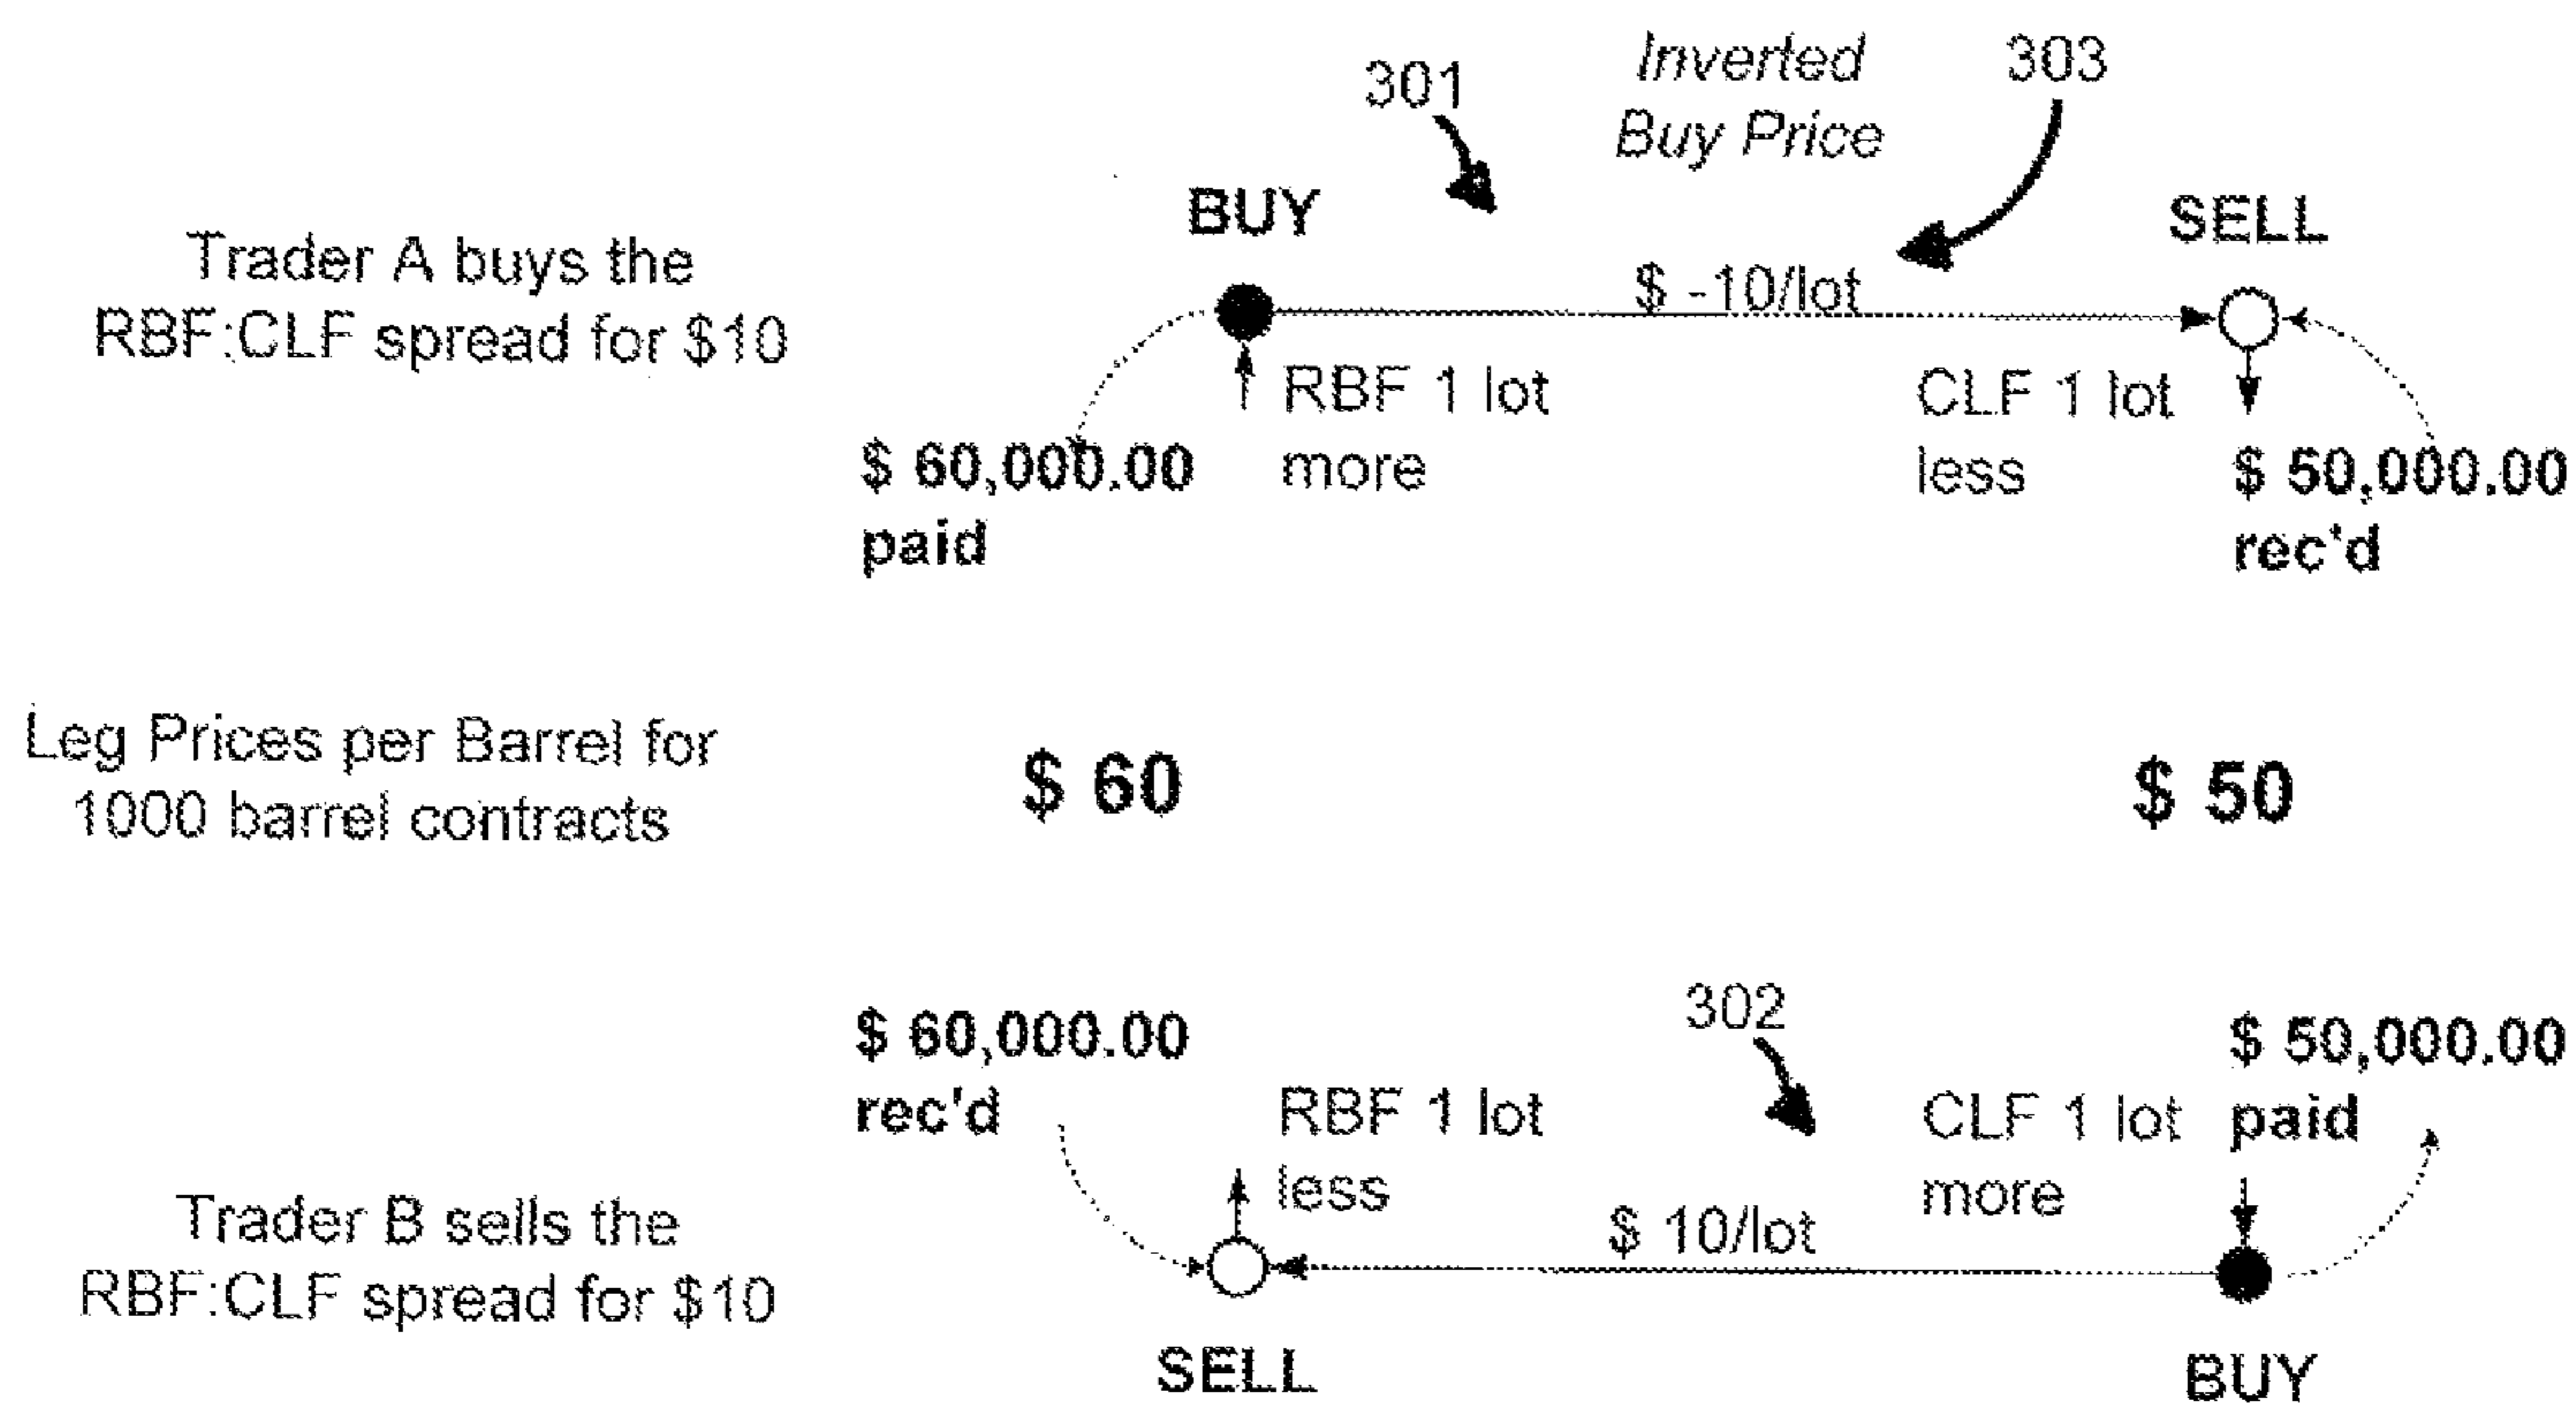 301
Inverted
Buy Price
303
BUY
SELL
Trader A buys the
RBF:CLF spread for $10
$ -10/lot
RBF 1 lot
more
CLF 1 lot
less
$ 60,000.00
paid
$ 50,000.00
rec'd
Leg Prices per Barrel for
1000 barrel contracts
$ 60
$ 50
302
$ 60,000.00
rec'd
RBF 1 lot
less
CLF 1 lot
more
$ 50,000.00
paid
Trader B sells the
RBF:CLF spread for $10
$ 10/lot
SELL
BUY